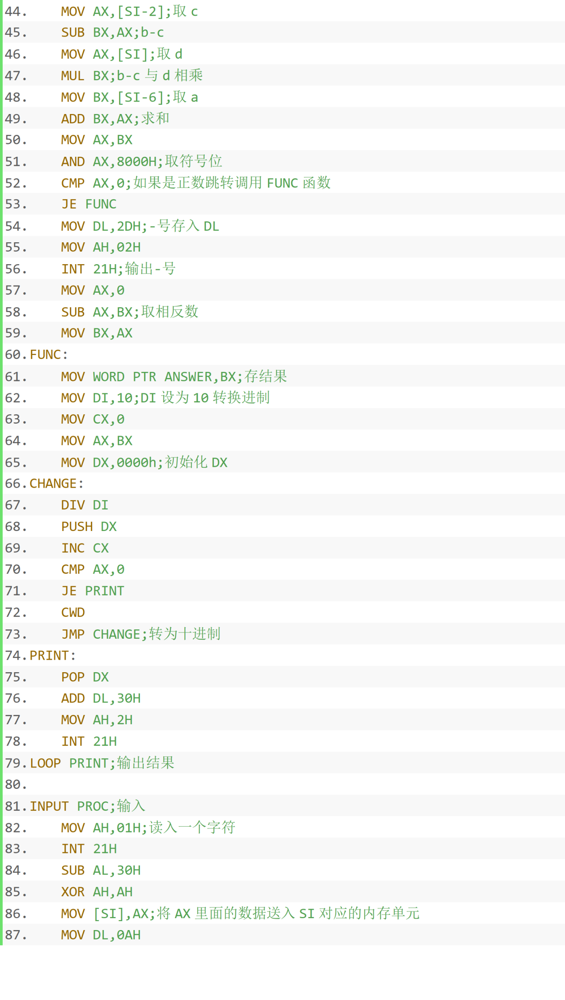 44.    MOV AX,[SI-2];取 c
45.    SUB BX,AX;b-c
46.    MOV AX,[SI];取 d
47.    MUL BX;b-c 与 d 相乘
48.    MOV BX,[SI-6];取 a
49.    ADD BX,AX;求和
50.    MOV AX,BX
51.    AND AX,8000H;取符号位
52.    CMP AX,0;如果是正数跳转调用 FUNC 函数
53.    JE FUNC
54.    MOV DL,2DH;-号存入 DL
55.    MOV AH,02H
56.    INT 21H;输出-号
57.    MOV AX,0
58.    SUB AX,BX;取相反数
59.    MOV BX,AX
60.FUNC:
61.    MOV WORD PTR ANSWER,BX;存结果
62.    MOV DI,10;DI 设为 10 转换进制
63.    MOV CX,0
64.    MOV AX,BX
65.    MOV DX,0000h;初始化 DX
66.CHANGE:
67.    DIV DI
68.    PUSH DX
69.    INC CX
70.    CMP AX,0
71.    JE PRINT
72.    CWD
73.    JMP CHANGE;转为十进制
74.PRINT:
75.    POP DX
76.    ADD DL,30H
77.    MOV AH,2H
78.    INT 21H
79.LOOP PRINT;输出结果
80.
81.INPUT PROC;输入
82.    MOV AH,01H;读入一个字符
83.    INT 21H
84.    SUB AL,30H
85.    XOR AH,AH
86.    MOV [SI],AX;将 AX 里面的数据送入 SI 对应的内存单元
87.    MOV DL,0AH